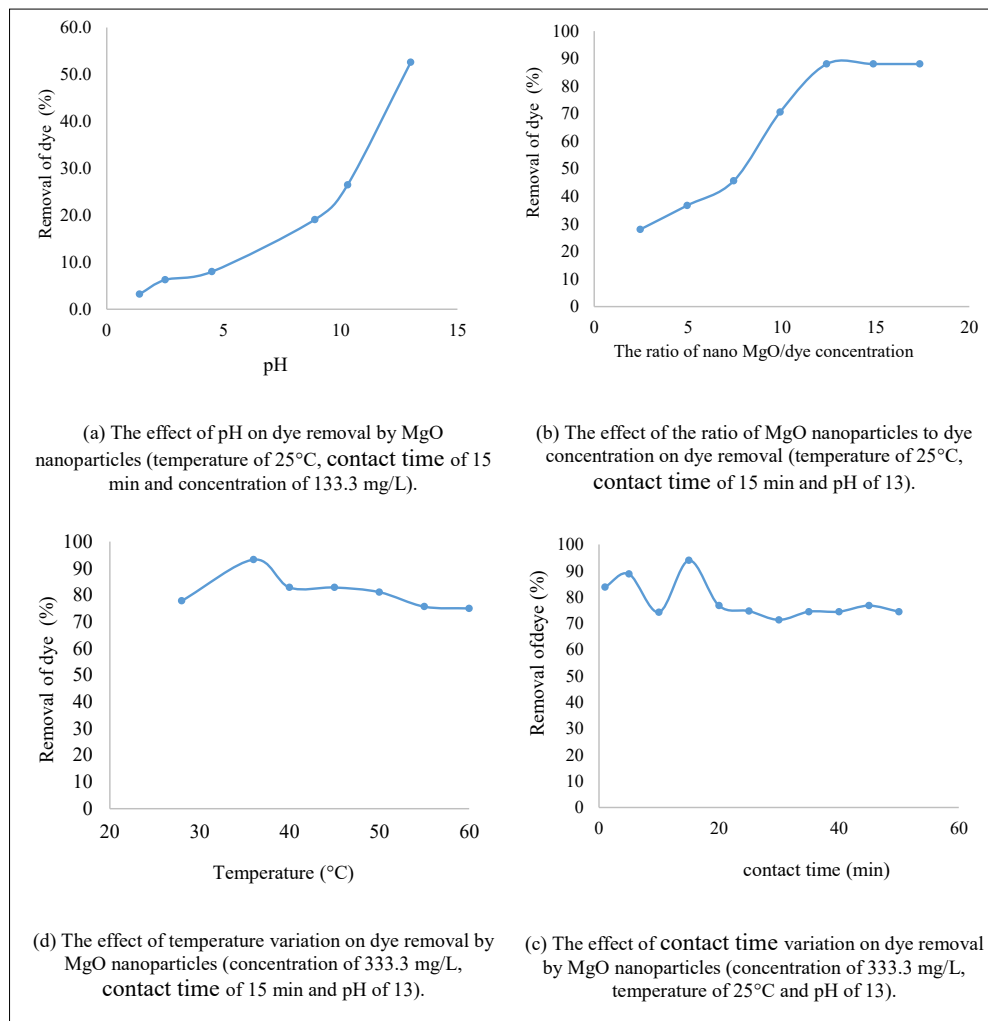 60.0
50.0
40.0
30.0
20.0
10.0
0.0
0 5 10 15
Removal of dye (%)
pH
(a) The effect of pH on dye removal by MgO
nanoparticles (temperature of 25°C, contact time of 15
min and concentration of 133.3 mg/L).
100
90
80
70
60
50
40
30
20
10
0
0 5 10 15 20
Removal of dye (%)
The ratio of nano MgO/dye concentration
(b) The effect of the ratio of MgO nanoparticles to dye
concentration on dye removal (temperature of 25°C,
contact time of 15 min and pH of 13).
100
90
80
70
60
50
40
30
20
10
0
20 30 40 50 60
Removal of dye (%)
Temperature (°C)
(d) The effect of temperature variation on dye removal by
MgO nanoparticles (concentration of 333.3 mg/L,
contact time of 15 min and pH of 13).
100
90
80
70
60
50
40
30
20
10
0
0 20 40 60
Removal ofdeye (%)
contact time (min)
(c) The effect of contact time variation on dye removal
by MgO nanoparticles (concentration of 333.3 mg/L,
temperature of 25°C and pH of 13).